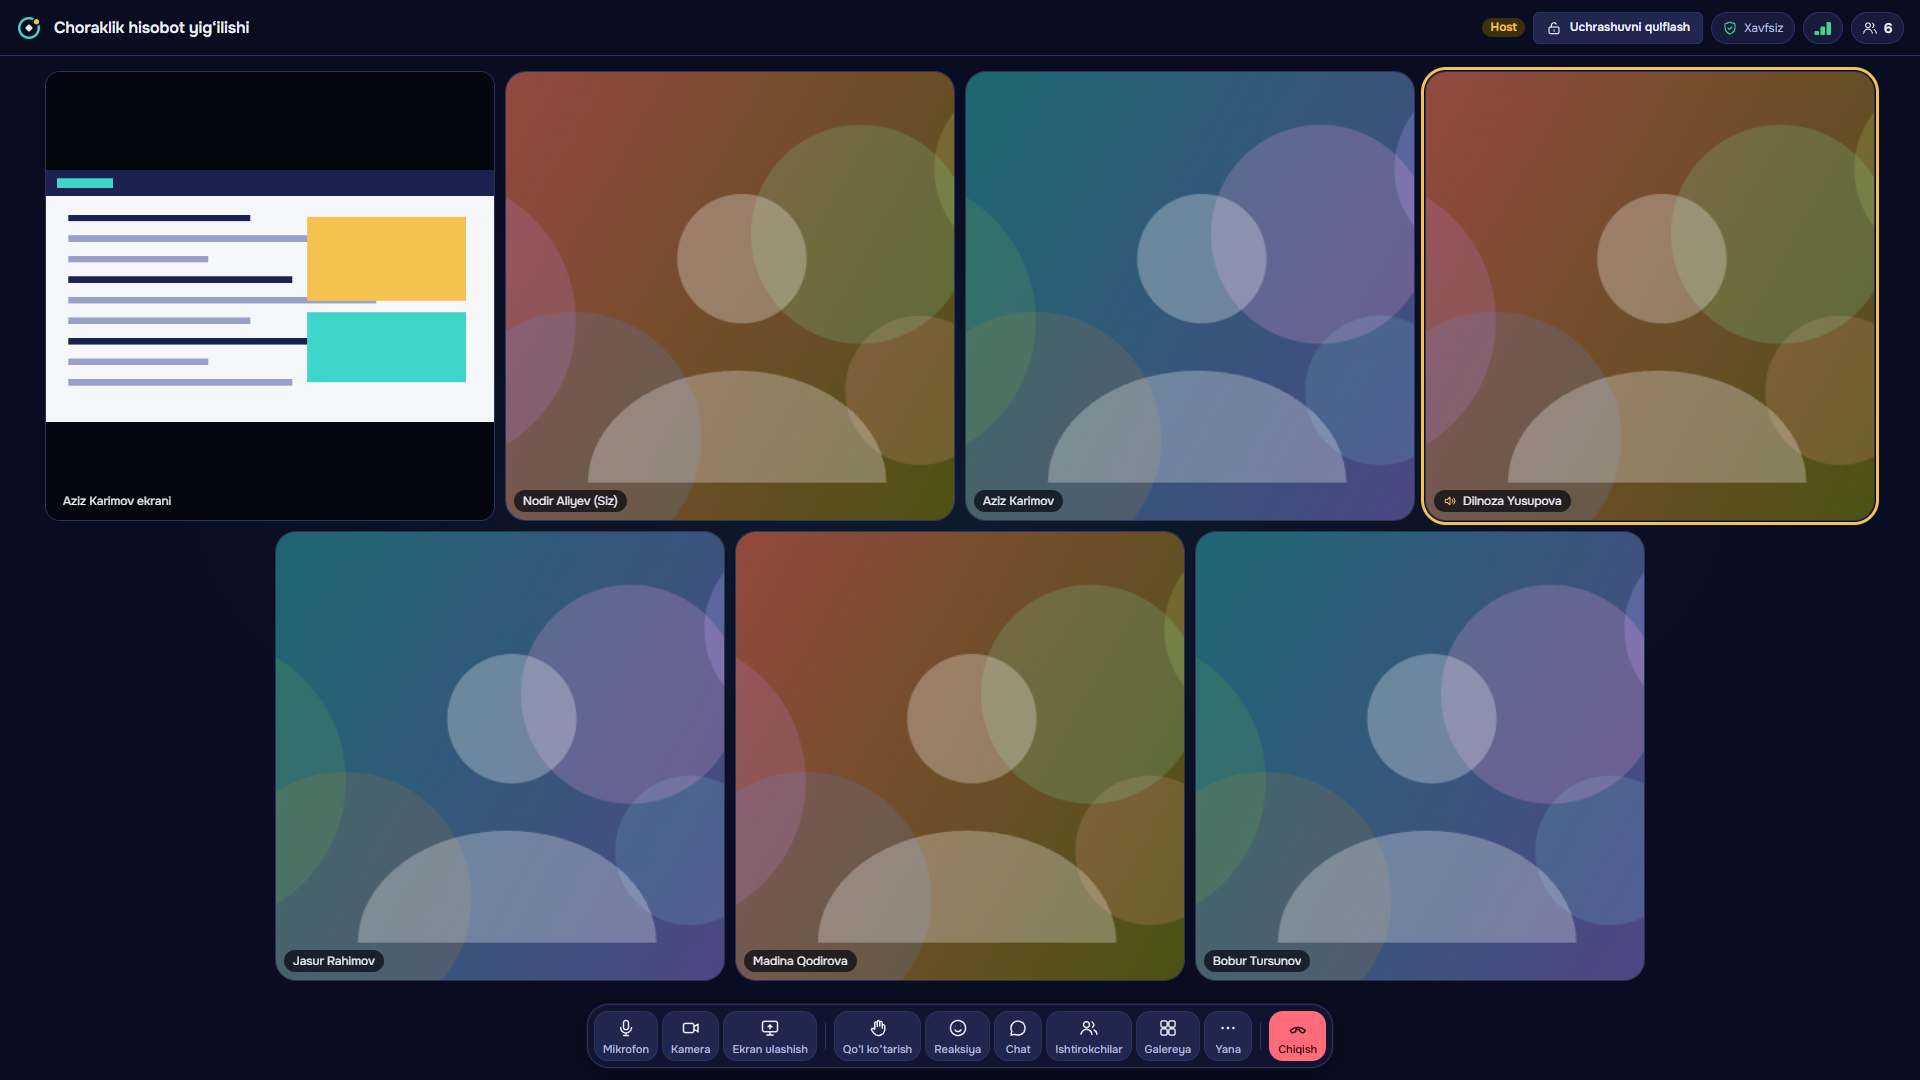 Choraklik hisobot yig‘ilishi
Host
Uchrashuvni qulflash
Xavfsiz
6
Aziz Karimov ekrani
Nodir Aliyev (Siz)
Aziz Karimov
Dilnoza Yusupova
Jasur Rahimov
Madina Qodirova
Bobur Tursunov
Mikrofon
Kamera
Ekran ulashish
Qo‘l ko‘tarish
Reaksiya
Chat
Ishtirokchilar
Galereya
Yana
Chiqish